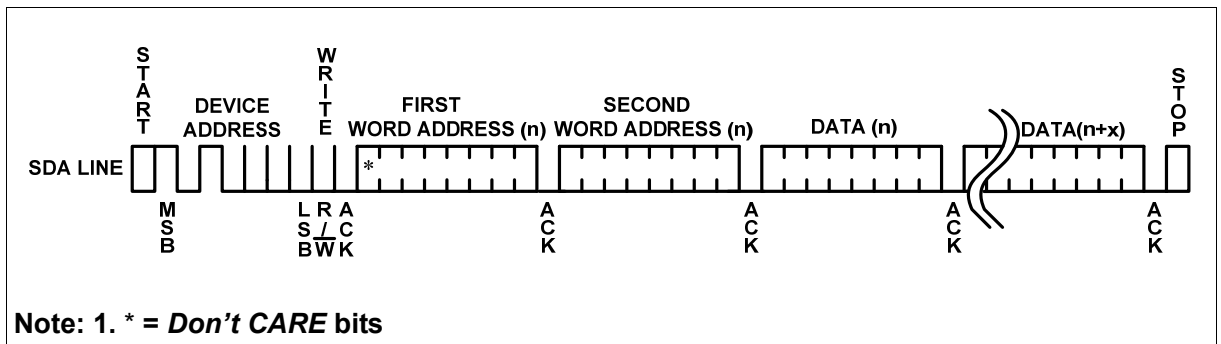 START
WRITE
STOP
DEVICE
ADDRESS
FIRST
WORD ADDRESS (n)
SECOND
WORD ADDRESS (n)
DATA (n)
DATA(n+x)
SDA LINE
*
MSB
LSB
R/W
ACK
ACK
ACK
ACK
ACK
Note: 1. * = Don't CARE bits